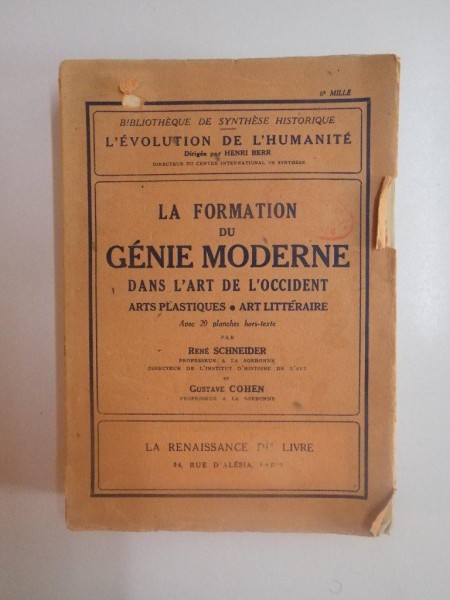 6e MILLE
BIBLIOTHÈQUE DE SYNTHÈSE HISTORIQUE
L'ÉVOLUTION DE L'HUMANITÉ
Dirigée par HENRI BERR
DIRECTEUR DU CENTRE INTERNATIONAL DE SYNTHÈSE
LA FORMATION
DU
GÉNIE MODERNE
DANS L'ART DE L'OCCIDENT
ARTS PLASTIQUES • ART LITTÉRAIRE
Avec 20 planches hors-texte
PAR
RENÉ SCHNEIDER
PROFESSEUR A LA SORBONNE
DIRECTEUR DE L'INSTITUT D'HISTOIRE DE L'ART
ET
GUSTAVE COHEN
PROFESSEUR A LA SORBONNE
LA RENAISSANCE DU LIVRE
94, RUE D'ALÉSIA, PARIS